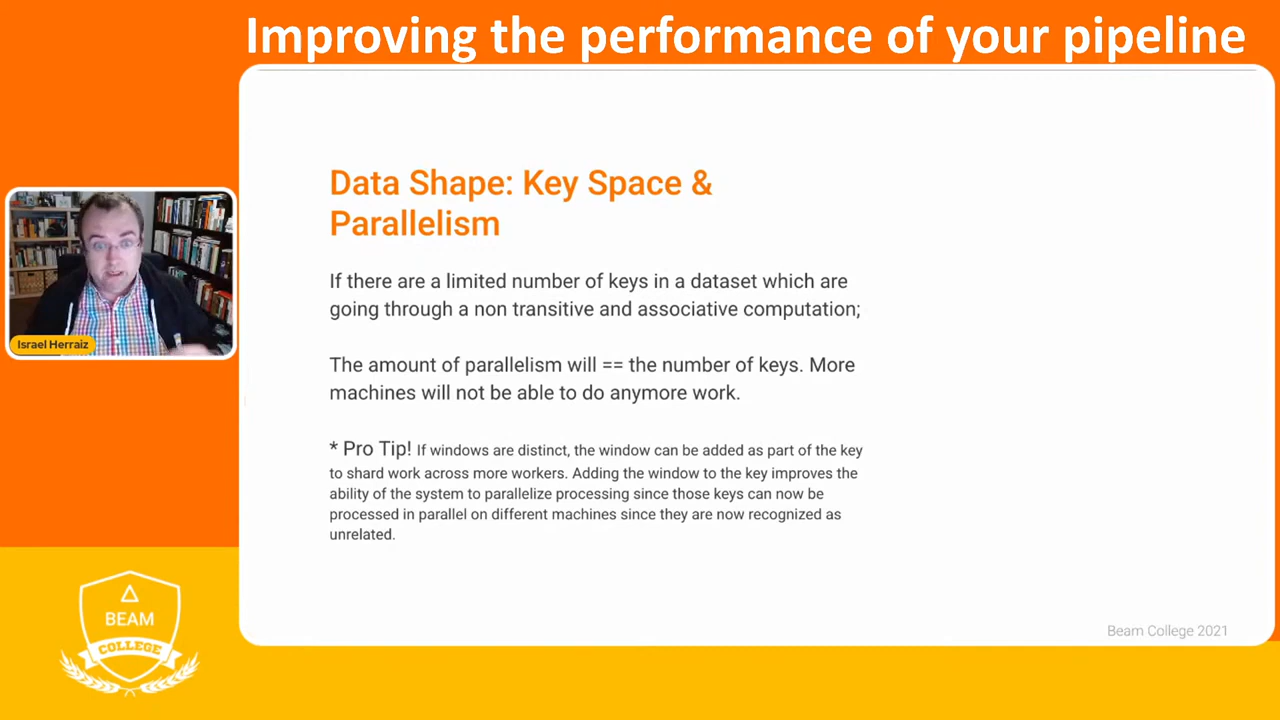 Improving the performance of your pipeline
Data Shape: Key Space &
Parallelism
If there are a limited number of keys in a dataset which are
going through a non transitive and associative computation;
The amount of parallelism will == the number of keys. More
machines will not be able to do anymore work.
* Pro Tip! If windows are distinct, the window can be added as part of the key
to shard work across more workers. Adding the window to the key improves the
ability of the system to parallelize processing since those keys can now be
processed in parallel on different machines since they are now recognized as
unrelated.
Israel Herraiz
BEAM
COLLEGE
Beam College 2021